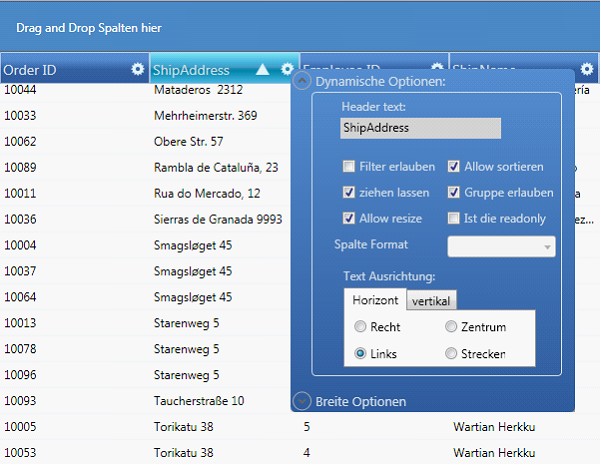 Drag and Drop Spalten hier
Order ID ShipAddress Employee ID ShipName
10044 Mataderos 2312 ería
10033 Mehrheimerstr. 369
10062 Obere Str. 57
10089 Rambla de Cataluña, 23
10011 Rua do Mercado, 12
10036 Sierras de Granada 9993 ez...
10004 Smagsløget 45
10037 Smagsløget 45
10064 Smagsløget 45
10013 Starenweg 5
10078 Starenweg 5
10096 Starenweg 5
10093 Taucherstraße 10
10005 Torikatu 38 5 Wartian Herkku
10053 Torikatu 38 4 Wartian Herkku
Dynamische Optionen:
Header text:
ShipAddress
Filter erlauben Allow sortieren
ziehen lassen Gruppe erlauben
Allow resize Ist die readonly
Spalte Format
Text Ausrichtung:
Horizont vertikal
Recht Zentrum
Links Strecken
Breite Optionen